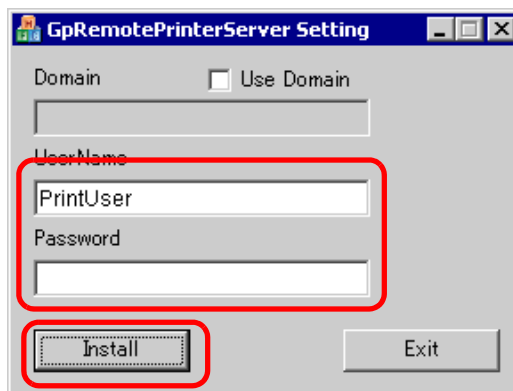 GpRemotePrinterServer Setting
Domain Use Domain
UserName
PrintUser
Password
Install Exit